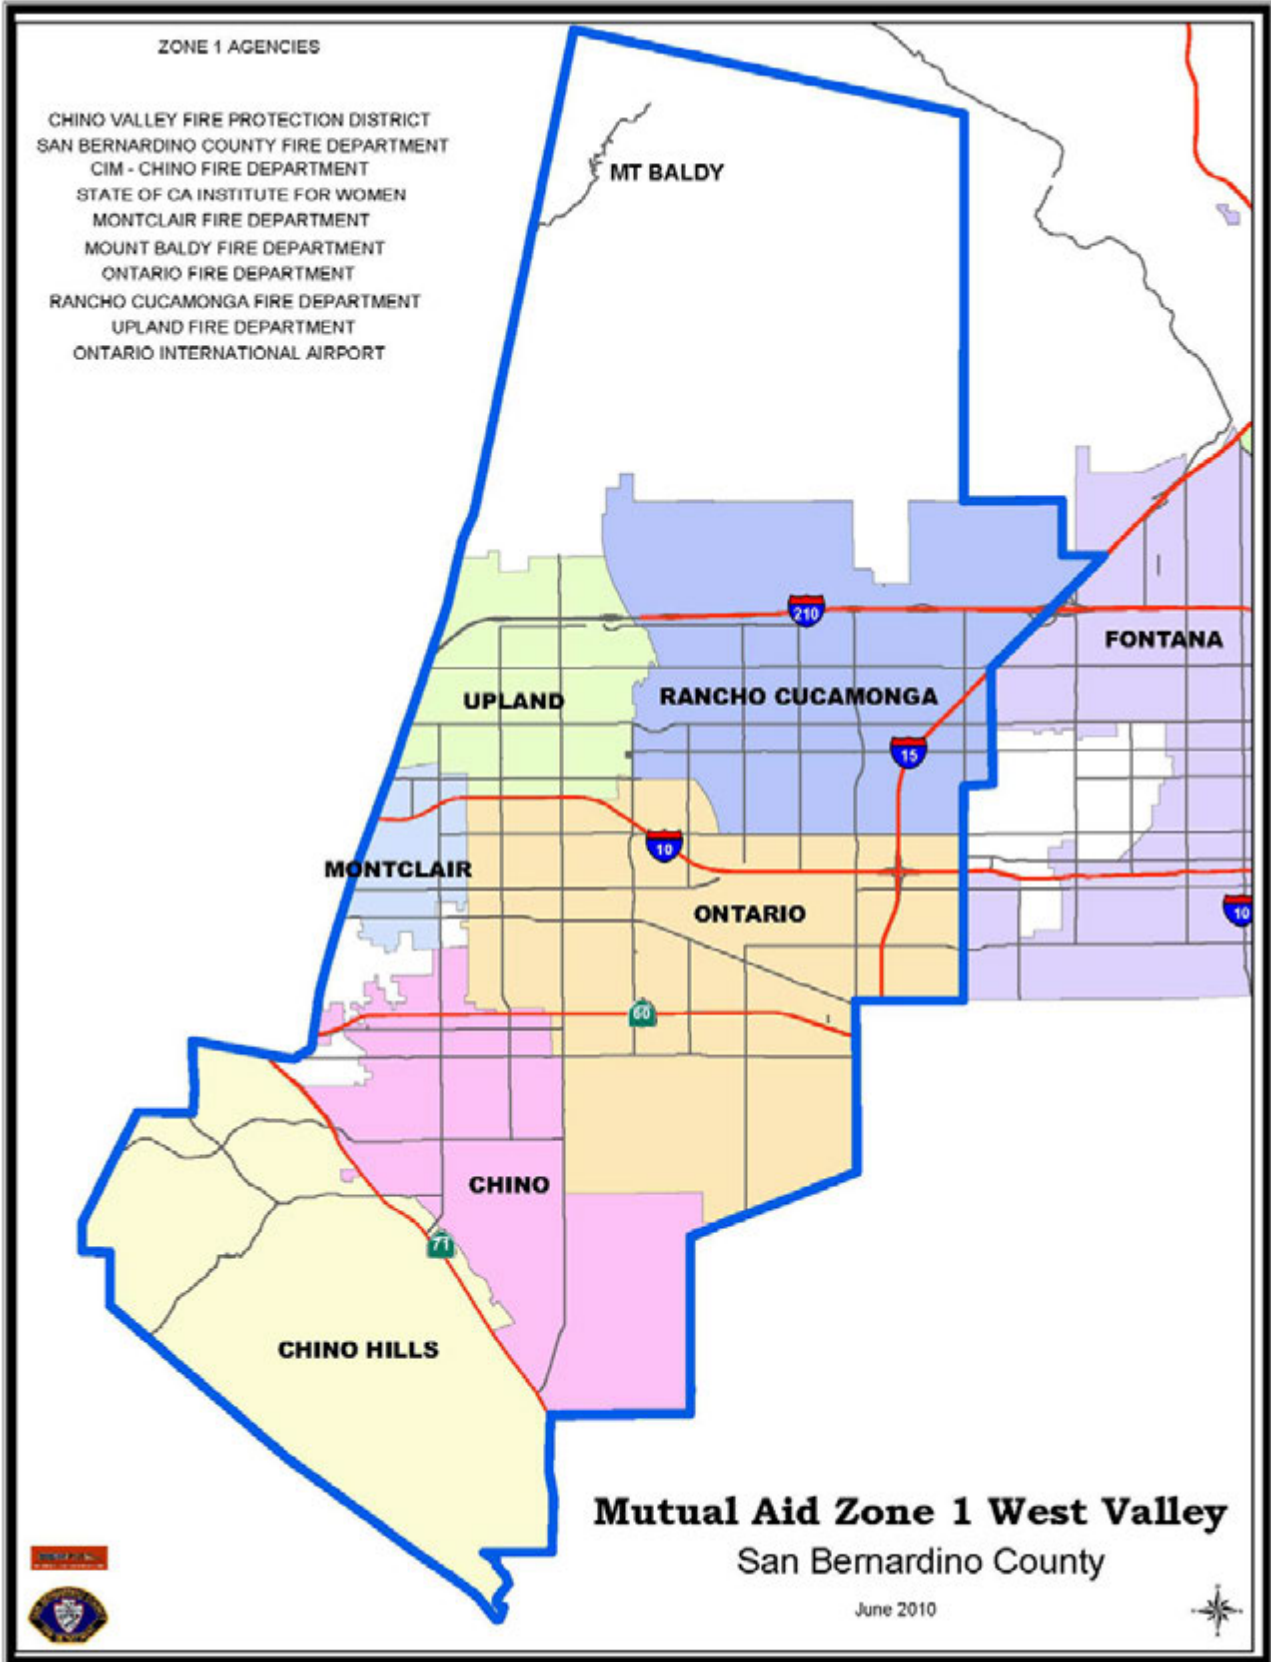 ZONE 1 AGENCIES
CHINO VALLEY FIRE PROTECTION DISTRICT
SAN BERNARDINO COUNTY FIRE DEPARTMENT
CIM - CHINO FIRE DEPARTMENT
STATE OF CA INSTITUTE FOR WOMEN
MONTCLAIR FIRE DEPARTMENT
MOUNT BALDY FIRE DEPARTMENT
ONTARIO FIRE DEPARTMENT
RANCHO CUCAMONGA FIRE DEPARTMENT
UPLAND FIRE DEPARTMENT
ONTARIO INTERNATIONAL AIRPORT
MT BALDY
210
FONTANA
UPLAND
RANCHO CUCAMONGA
15
10
MONTCLAIR
ONTARIO
10
60
CHINO
71
CHINO HILLS
Mutual Aid Zone 1 West Valley
San Bernardino County
June 2010